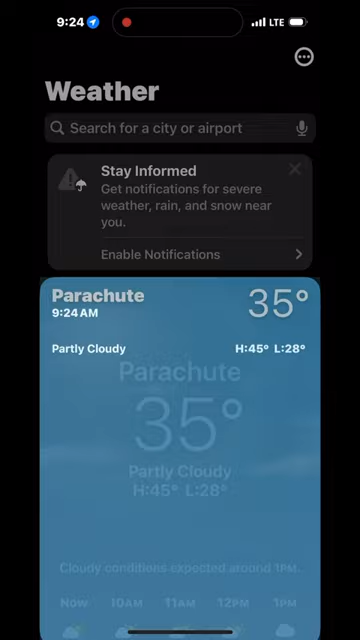 9:24
LTE
Weather
Search for a city or airport
Stay Informed
Get notifications for severe
weather, rain, and snow near
you.
Enable Notifications
Parachute
35°
9:24 AM
Partly Cloudy
H:45° L:28°
Parachute
35°
Partly Cloudy
H:45° L:28°
Cloudy conditions expected around 1PM.
Now 10AM 11AM 12PM 1PM